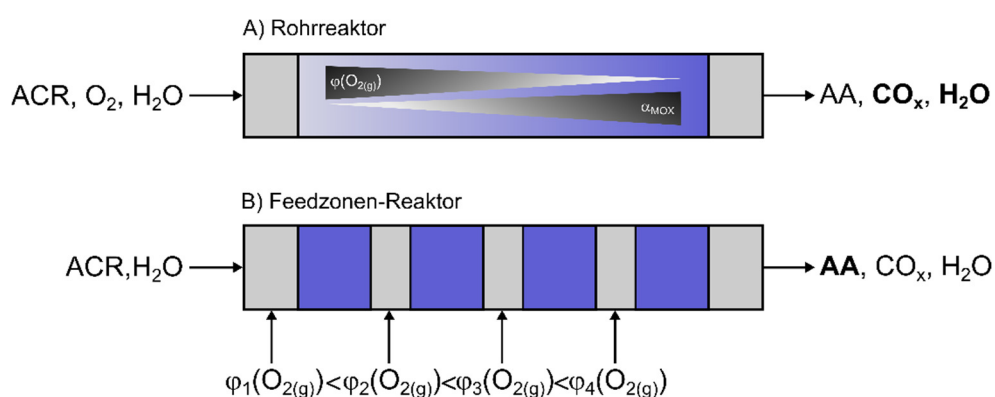 A) Rohrreaktor
ACR, O₂, H₂O
φ(O₂₍g₎)
α_MOX
AA, COₓ, H₂O
B) Feedzonen-Reaktor
ACR,H₂O
AA, COₓ, H₂O
φ₁(O₂₍g₎)<φ₂(O₂₍g₎)<φ₃(O₂₍g₎)<φ₄(O₂₍g₎)